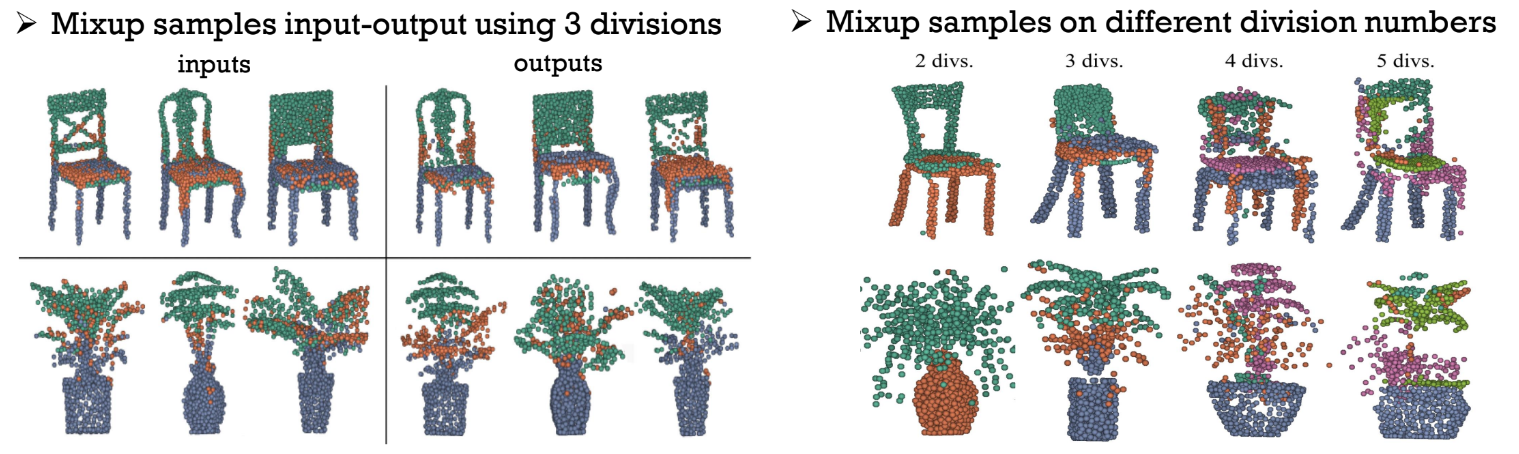 ➢ Mixup samples input-output using 3 divisions
inputs outputs
➢ Mixup samples on different division numbers
2 divs. 3 divs. 4 divs. 5 divs.